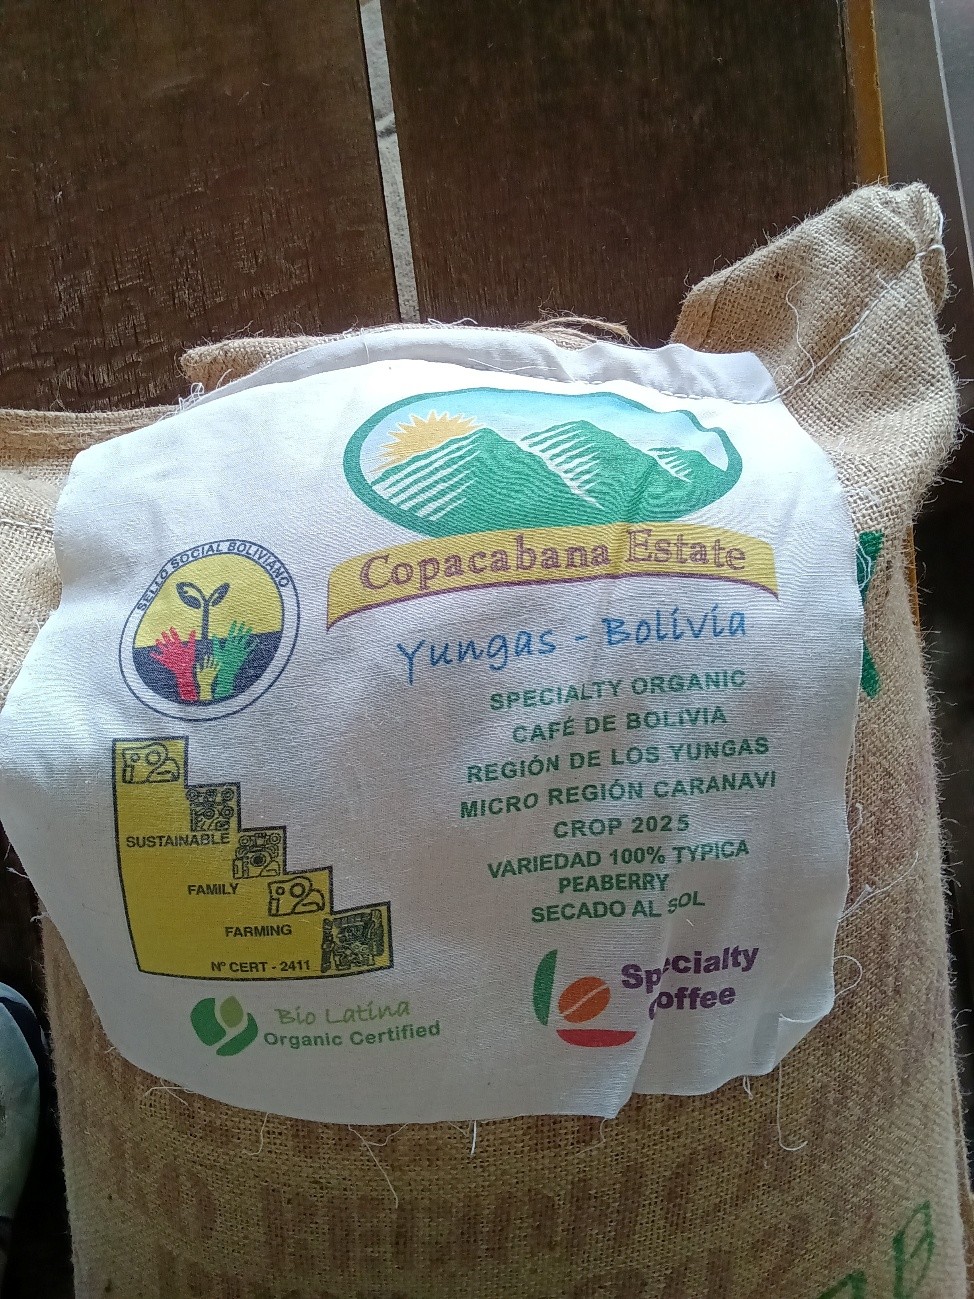 Copacabana Estate
Yungas - Bolivia
SELLO SOCIAL BOLIVIANO
SPECIALTY ORGANIC
CAFÉ DE BOLIVIA
REGIÓN DE LOS YUNGAS
MICRO REGIÓN CARANAVI
CROP 2025
VARIEDAD 100% TYPICA
PEABERRY
SECADO AL SOL
SUSTAINABLE
FAMILY
FARMING
Nº CERT - 2411
Bio Latina
Organic Certified
Specialty
Coffee